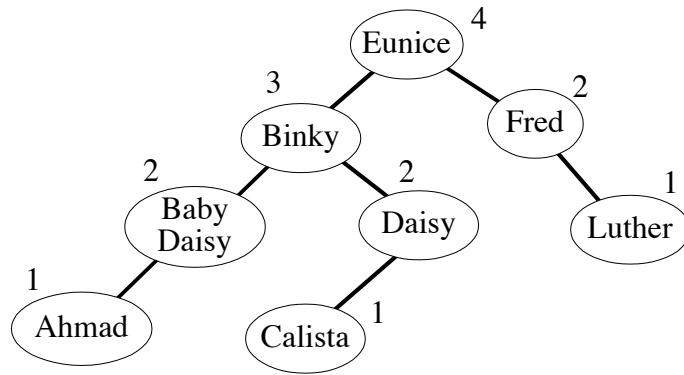 Eunice 4
3
2
Binky
Fred
2
2
1
Baby
Daisy
Daisy
Luther
1
Ahmad
Calista
1